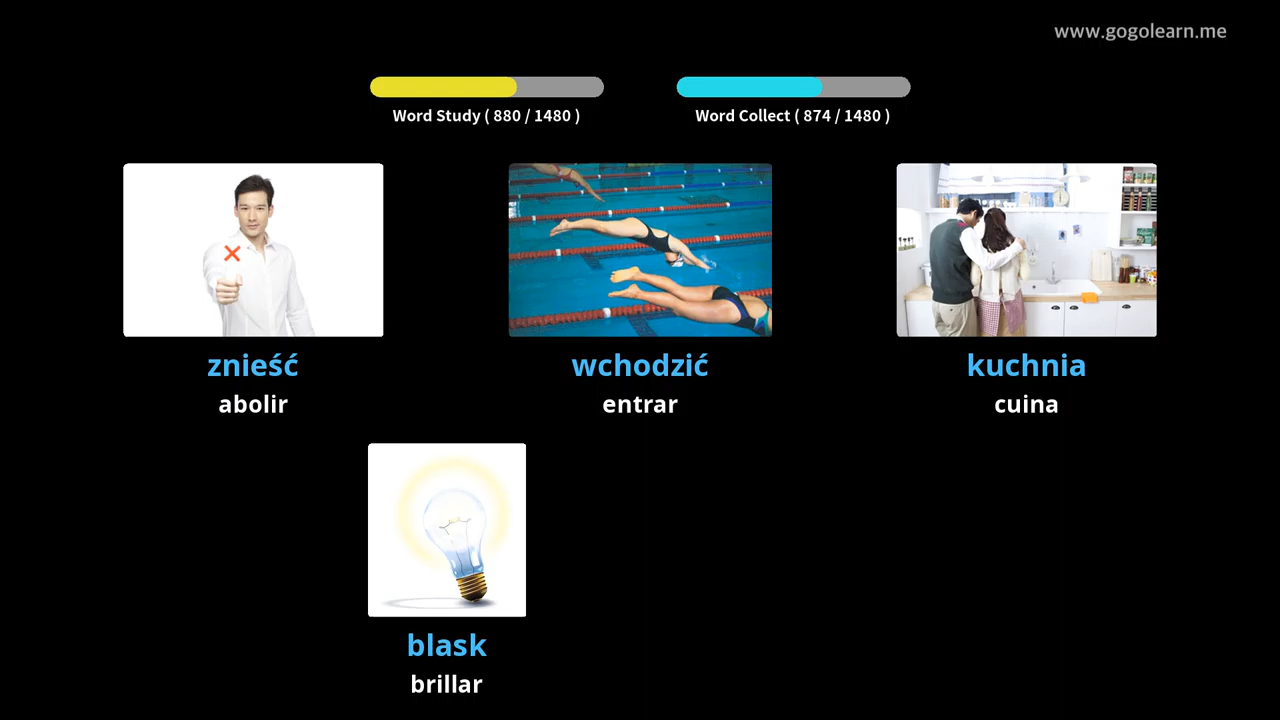 www.gogolearn.me
Word Study ( 880 / 1480 )
Word Collect ( 874 / 1480 )
znieść
abolir
wchodzić
entrar
kuchnia
cuina
blask
brillar